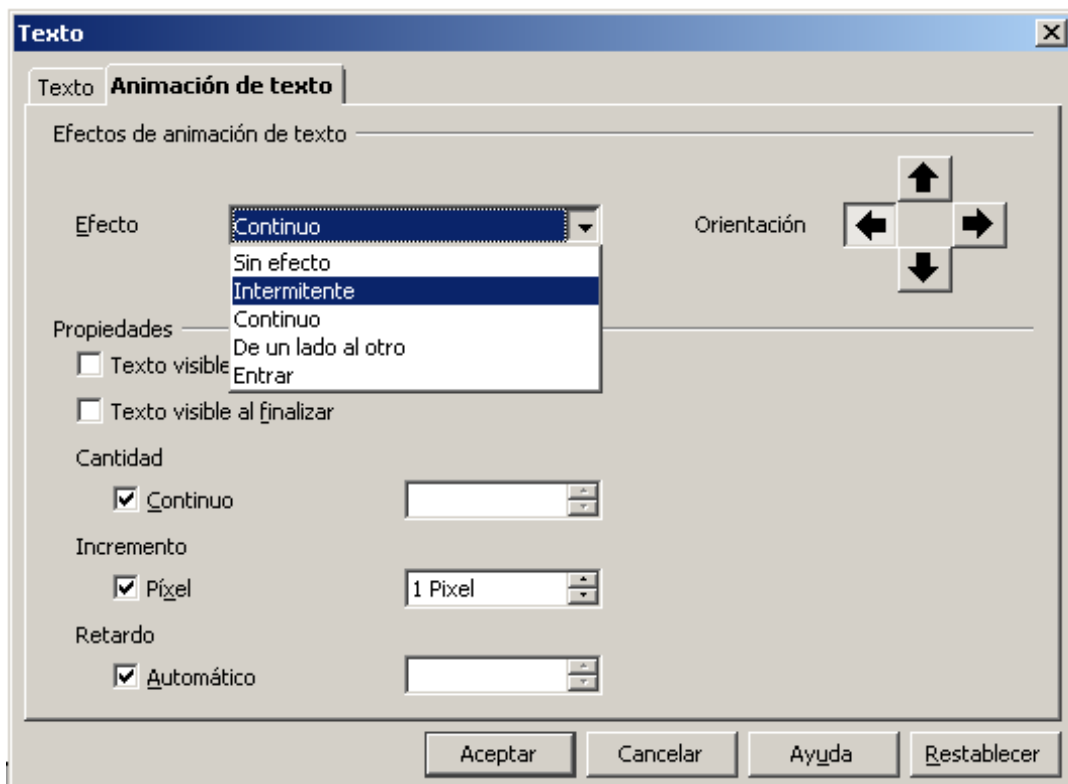 Texto
Texto Animación de texto
Efectos de animación de texto
Efecto Continuo Orientación
Sin efecto
Intermitente
Continuo
De un lado al otro
Entrar
Propiedades
Texto visible
Texto visible al finalizar
Cantidad
Continuo
Incremento
Píxel 1 Pixel
Retardo
Automático
Aceptar Cancelar Ayuda Restablecer